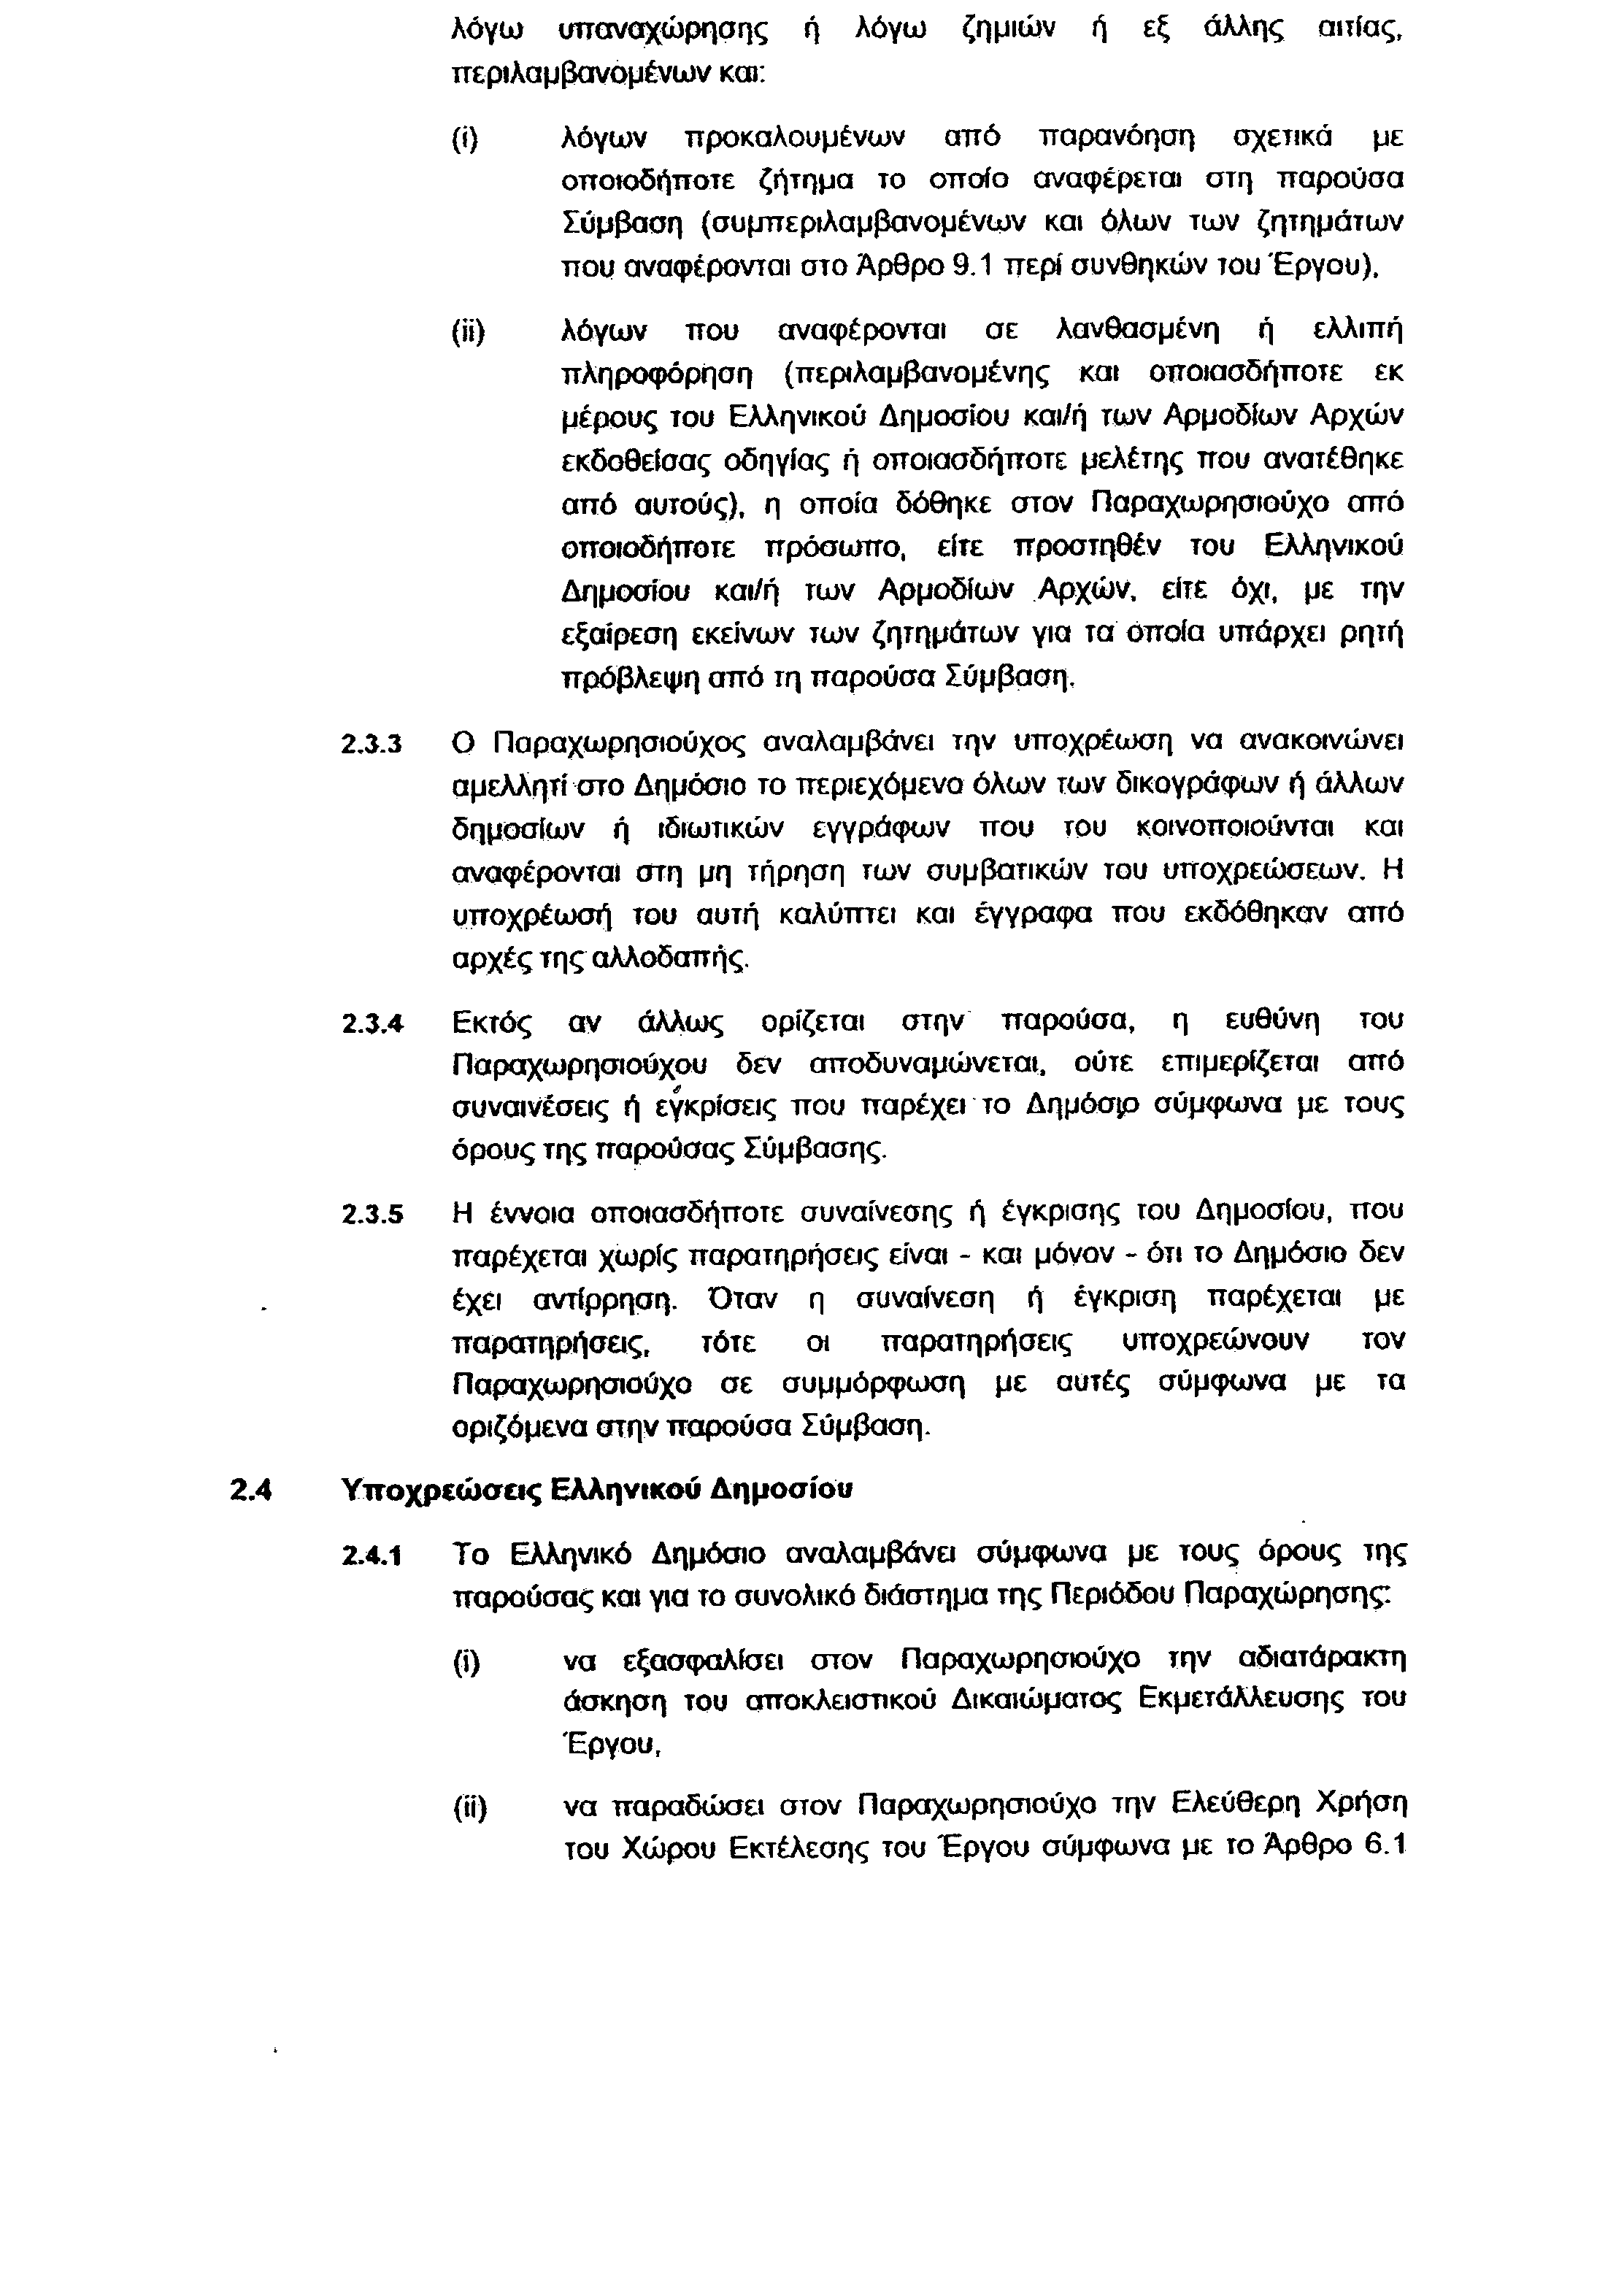 λόγω υπαναχώρησης ή λόγω ζημιών ή εξ άλλης αιτίας,
περιλαμβανομένων και:
(i) λόγων προκαλουμένων από παρανόηση σχετικά με
οποιοδήποτε ζήτημα το οποίο αναφέρεται στη παρούσα
Σύμβαση (συμπεριλαμβανομένων και όλων των ζητημάτων
που αναφέρονται στο Άρθρο 9.1 περί συνθηκών του Έργου),
(ii) λόγων που αναφέρονται σε λανθασμένη ή ελλιπή
πληροφόρηση (περιλαμβανομένης και οποιασδήποτε εκ
μέρους του Ελληνικού Δημοσίου και/ή των Αρμοδίων Αρχών
εκδοθείσας οδηγίας ή οποιασδήποτε μελέτης που ανατέθηκε
από αυτούς), η οποία δόθηκε στον Παραχωρησιούχο από
οποιοδήποτε πρόσωπο, είτε προστηθέν του Ελληνικού
Δημοσίου και/ή των Αρμοδίων Αρχών, είτε όχι, με την
εξαίρεση εκείνων των ζητημάτων για τα οποία υπάρχει ρητή
πρόβλεψη από τη παρούσα Σύμβαση.
2.3.3 Ο Παραχωρησιούχος αναλαμβάνει την υποχρέωση να ανακοινώνει
αμελλητί στο Δημόσιο το περιεχόμενο όλων των δικογράφων ή άλλων
δημοσίων ή ιδιωτικών εγγράφων που του κοινοποιούνται και
αναφέρονται στη μη τήρηση των συμβατικών του υποχρεώσεων. Η
υποχρέωσή του αυτή καλύπτει και έγγραφα που εκδόθηκαν από
αρχές της αλλοδαπής.
2.3.4 Εκτός αν άλλως ορίζεται στην παρούσα, η ευθύνη του
Παραχωρησιούχου δεν αποδυναμώνεται, ούτε επιμερίζεται από
συναινέσεις ή εγκρίσεις που παρέχει το Δημόσιο σύμφωνα με τους
όρους της παρούσας Σύμβασης.
2.3.5 Η έννοια οποιασδήποτε συναίνεσης ή έγκρισης του Δημοσίου, που
παρέχεται χωρίς παρατηρήσεις είναι - και μόνον - ότι το Δημόσιο δεν
έχει αντίρρηση. Όταν η συναίνεση ή έγκριση παρέχεται με
παρατηρήσεις, τότε οι παρατηρήσεις υποχρεώνουν τον
Παραχωρησιούχο σε συμμόρφωση με αυτές σύμφωνα με τα
οριζόμενα στην παρούσα Σύμβαση.
2.4 Υποχρεώσεις Ελληνικού Δημοσίου
2.4.1 Το Ελληνικό Δημόσιο αναλαμβάνει σύμφωνα με τους όρους της
παρούσας και για το συνολικό διάστημα της Περιόδου Παραχώρησης:
(i) να εξασφαλίσει στον Παραχωρησιούχο την αδιατάρακτη
άσκηση του αποκλειστικού Δικαιώματος Εκμετάλλευσης του
Έργου,
(ii) να παραδώσει στον Παραχωρησιούχο την Ελεύθερη Χρήση
του Χώρου Εκτέλεσης του Έργου σύμφωνα με το Άρθρο 6.1